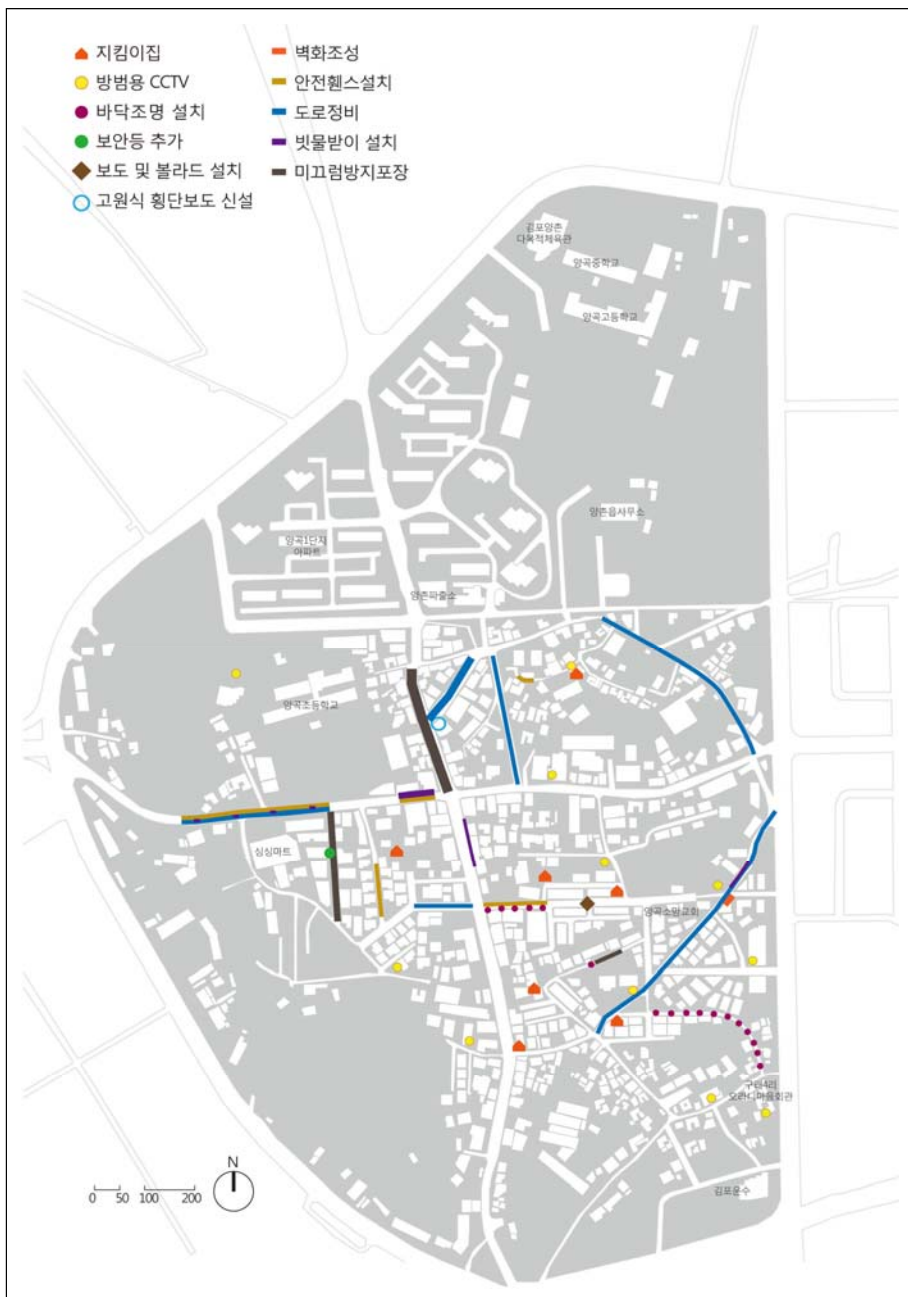 지킴이집
방범용 CCTV
바닥조명 설치
보안등 추가
보도 및 볼라드 설치
고원식 횡단보도 신설
벽화조성
안전휀스설치
도로정비
빗물받이 설치
미끄럼방지포장
김포양촌
다목적체육관
양곡중학교
양곡고등학교
양촌읍사무소
양곡1단지
아파트
양촌파출소
양곡초등학교
싱싱마트
양곡소망교회
구래4리
오라니마을회관
김포운수
N
0 50 100 200